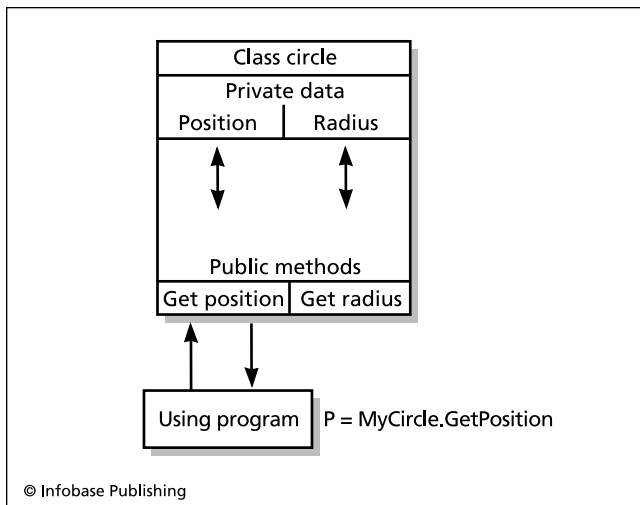 Class circle
Private data
Position Radius
Public methods
Get position Get radius
Using program P = MyCircle.GetPosition
© Infobase Publishing